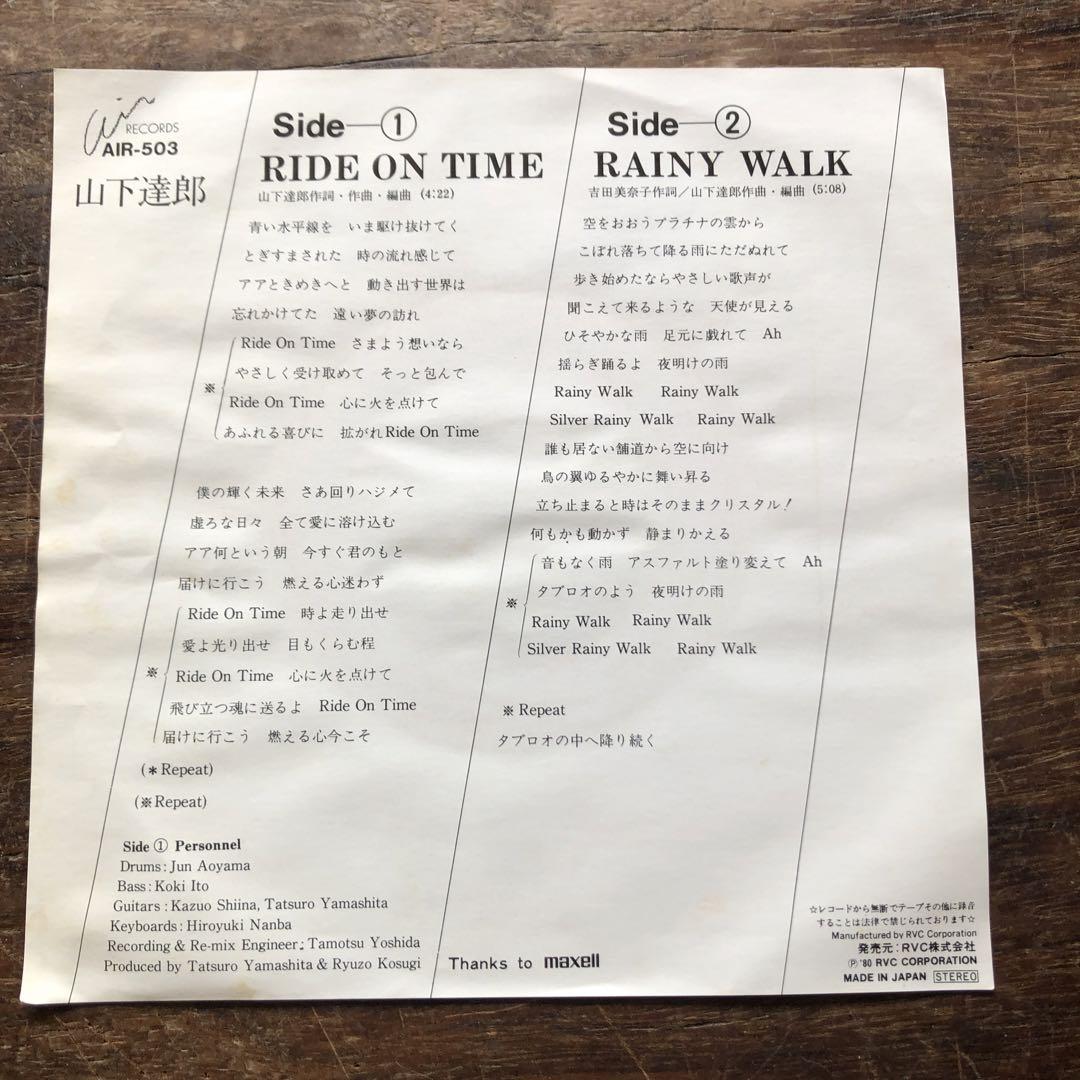 Air RECORDS
AIR-503
山下達郎
Side—①
RIDE ON TIME
山下達郎作詞・作曲・編曲 (4:22)
青い水平線を いま駆け抜けてく
とぎすまされた 時の流れ感じて
アアときめきへと 動き出す世界は
忘れかけてた 遠い夢の訪れ
Ride On Time さまよう想いなら
やさしく受け取めて そっと包んで
※ Ride On Time 心に火を点けて
あふれる喜びに 拡がれ Ride On Time
僕の輝く未来 さあ回りハジメて
虚ろな日々 全て愛に溶け込む
アア何という朝 今すぐ君のもと
届けに行こう 燃える心迷わず
Ride On Time 時よ走り出せ
愛よ光り出せ 目もくらむ程
※ Ride On Time 心に火を点けて
飛び立つ魂に送るよ Ride On Time
届けに行こう 燃える心今こそ
(*Repeat)
(※Repeat)
Side ① Personnel
Drums:Jun Aoyama
Bass:Koki Ito
Guitars:Kazuo Shiina, Tatsuro Yamashita
Keyboards:Hiroyuki Nanba
Recording & Re-mix Engineer:Tamotsu Yoshida
Produced by Tatsuro Yamashita & Ryuzo Kosugi
Side—②
RAINY WALK
吉田美奈子作詞/山下達郎作曲・編曲 (5:08)
空をおおうプラチナの雲から
こぼれ落ちて降る雨にただぬれて
歩き始めたならやさしい歌声が
聞こえて来るような 天使が見える
ひそやかな雨 足元に戯れて Ah
揺らぎ踊るよ 夜明けの雨
Rainy Walk Rainy Walk
Silver Rainy Walk Rainy Walk
誰も居ない舗道から空に向け
鳥の翼ゆるやかに舞い昇る
立ち止まると時はそのままクリスタル!
何もかも動かず 静まりかえる
音もなく雨 アスファルト塗り変えて Ah
※ タブロオのよう 夜明けの雨
Rainy Walk Rainy Walk
Silver Rainy Walk Rainy Walk
※ Repeat
タブロオの中へ降り続く
Thanks to maxell
☆レコードから無断でテープその他に録音
することは法律で禁じられております☆
Manufactured by RVC Corporation
発売元:RVC株式会社
Ⓟ '80 RVC CORPORATION
MADE IN JAPAN STEREO